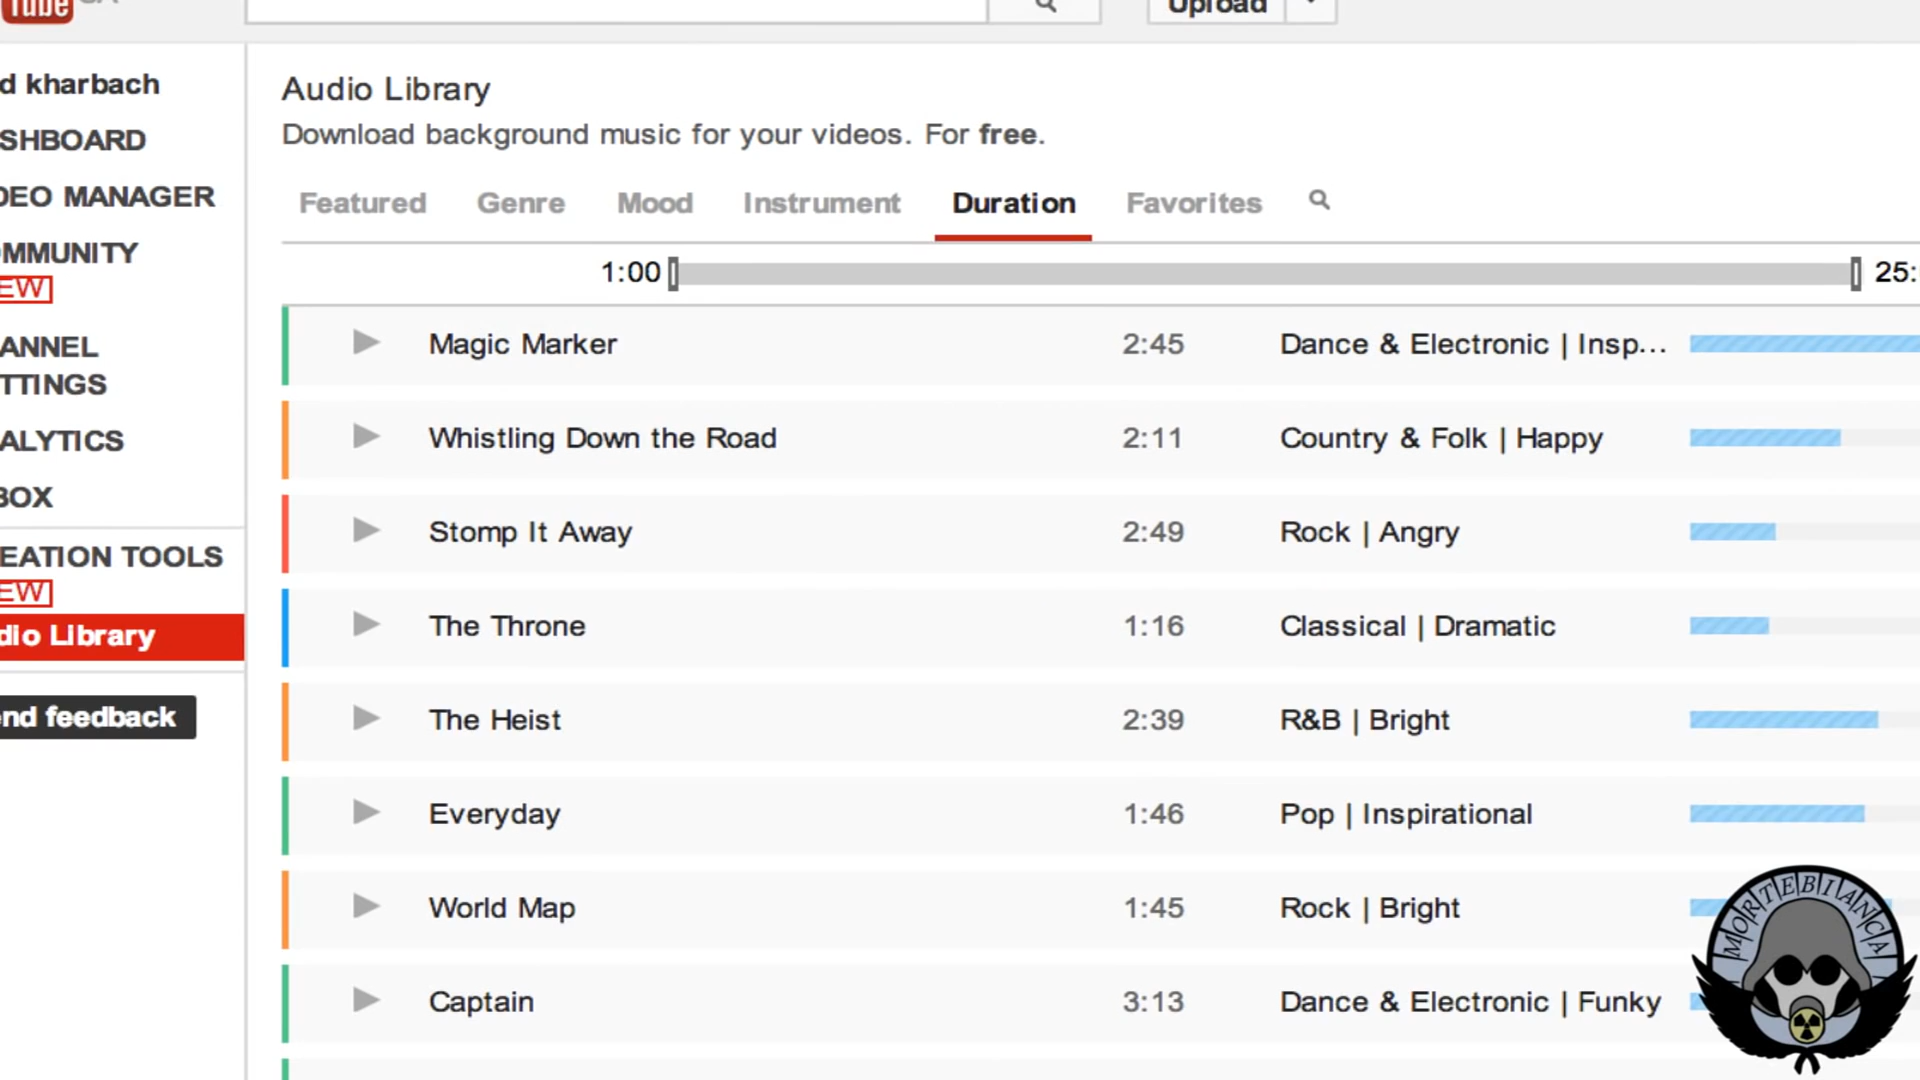 Tube
Upload
d kharbach
SHBOARD
DEO MANAGER
OMMUNITY
EW
ANNEL
TTINGS
ALYTICS
BOX
EATION TOOLS
EW
dio Library
end feedback
Audio Library
Download background music for your videos. For free.
Featured Genre Mood Instrument Duration Favorites
1:00 25:
Magic Marker 2:45 Dance & Electronic | Insp...
Whistling Down the Road 2:11 Country & Folk | Happy
Stomp It Away 2:49 Rock | Angry
The Throne 1:16 Classical | Dramatic
The Heist 2:39 R&B | Bright
Everyday 1:46 Pop | Inspirational
World Map 1:45 Rock | Bright
Captain 3:13 Dance & Electronic | Funky
MORTEBIANCA